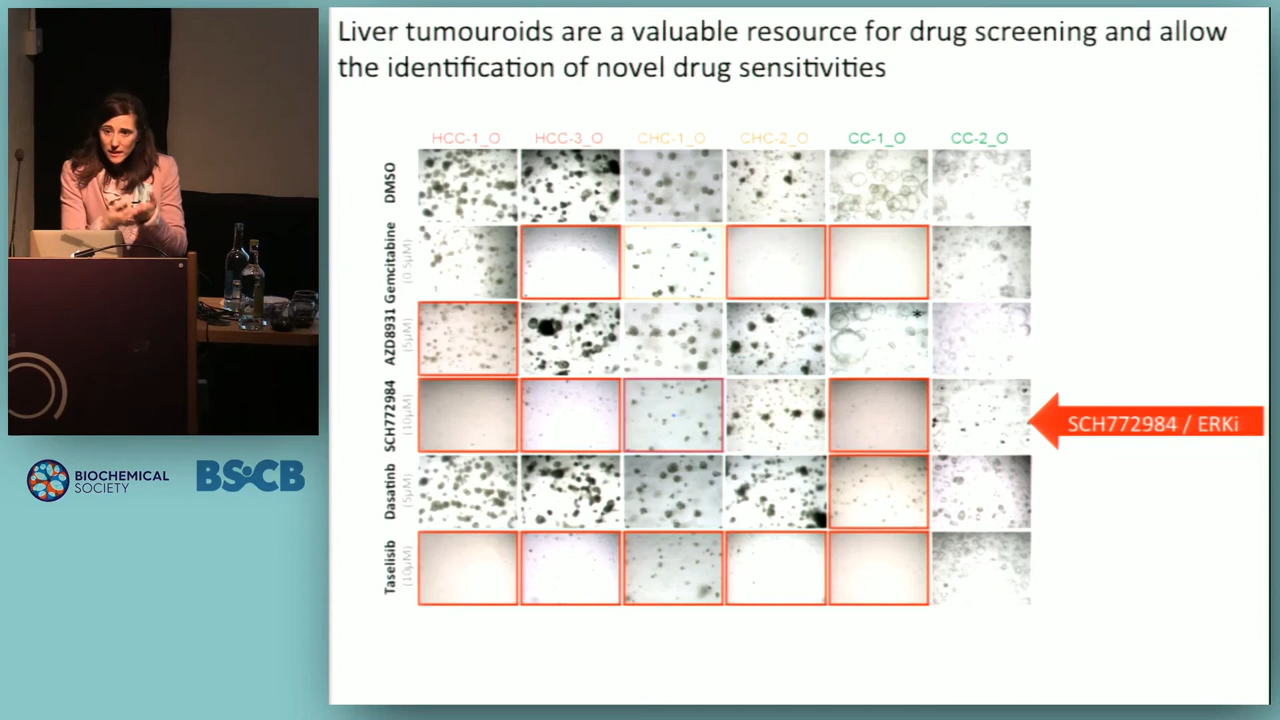 Liver tumouroids are a valuable resource for drug screening and allow
the identification of novel drug sensitivities
HCC-1_O HCC-3_O CHC-1_O CHC-2_O CC-1_O CC-2_O
DMSO
Gemcitabine
(0.5µM)
AZD8931
(5µM)
*
SCH772984
(10µM)
SCH772984 / ERKi
Dasatinb
(5µM)
Taselisib
(10µM)
BIOCHEMICAL
SOCIETY
BSCB